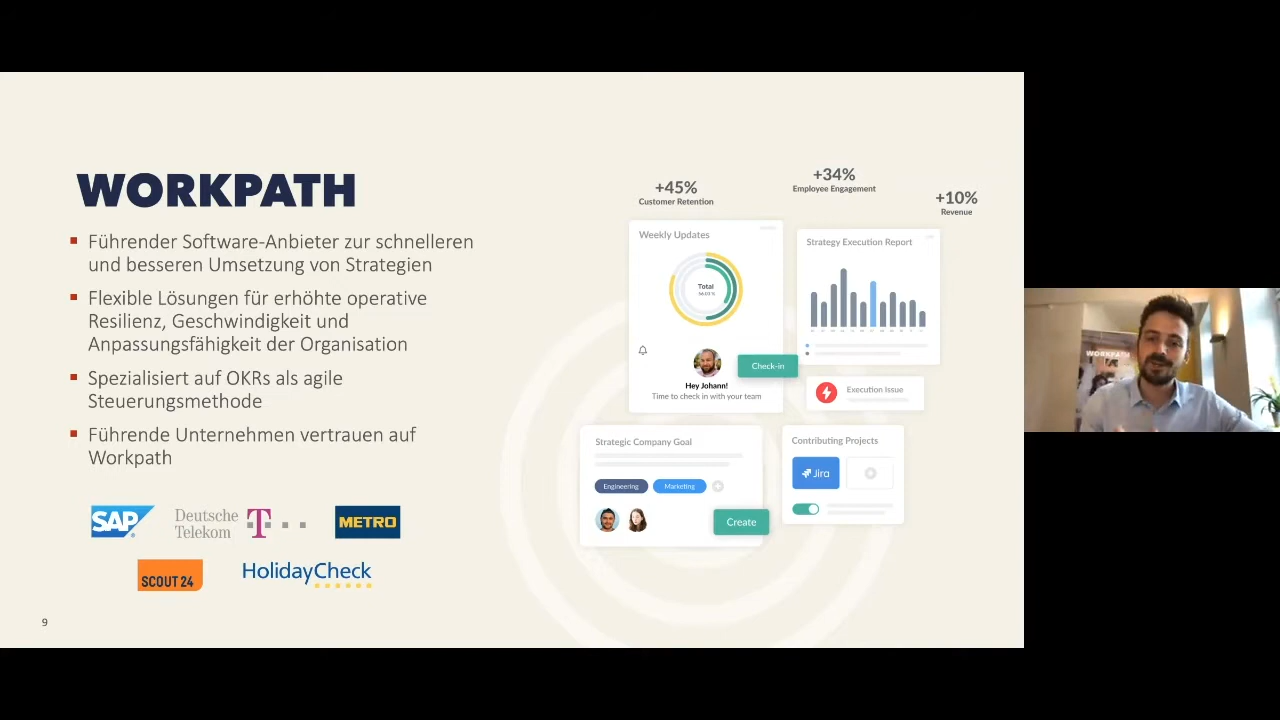 WORKPATH
Führender Software-Anbieter zur schnelleren
und besseren Umsetzung von Strategien
Flexible Lösungen für erhöhte operative
Resilienz, Geschwindigkeit und
Anpassungsfähigkeit der Organisation
Spezialisiert auf OKRs als agile
Steuerungsmethode
Führende Unternehmen vertrauen auf
Workpath
SAP
Deutsche
Telekom
T
METRO
SCOUT 24
HolidayCheck
9
+45%
Customer Retention
+34%
Employee Engagement
+10%
Revenue
Weekly Updates
Total
Hey Johann!
Time to check in with your team
Check-in
Strategy Execution Report
Execution Issue
Strategic Company Goal
Engineering
Marketing
Create
Contributing Projects
Jira
WORKPATH